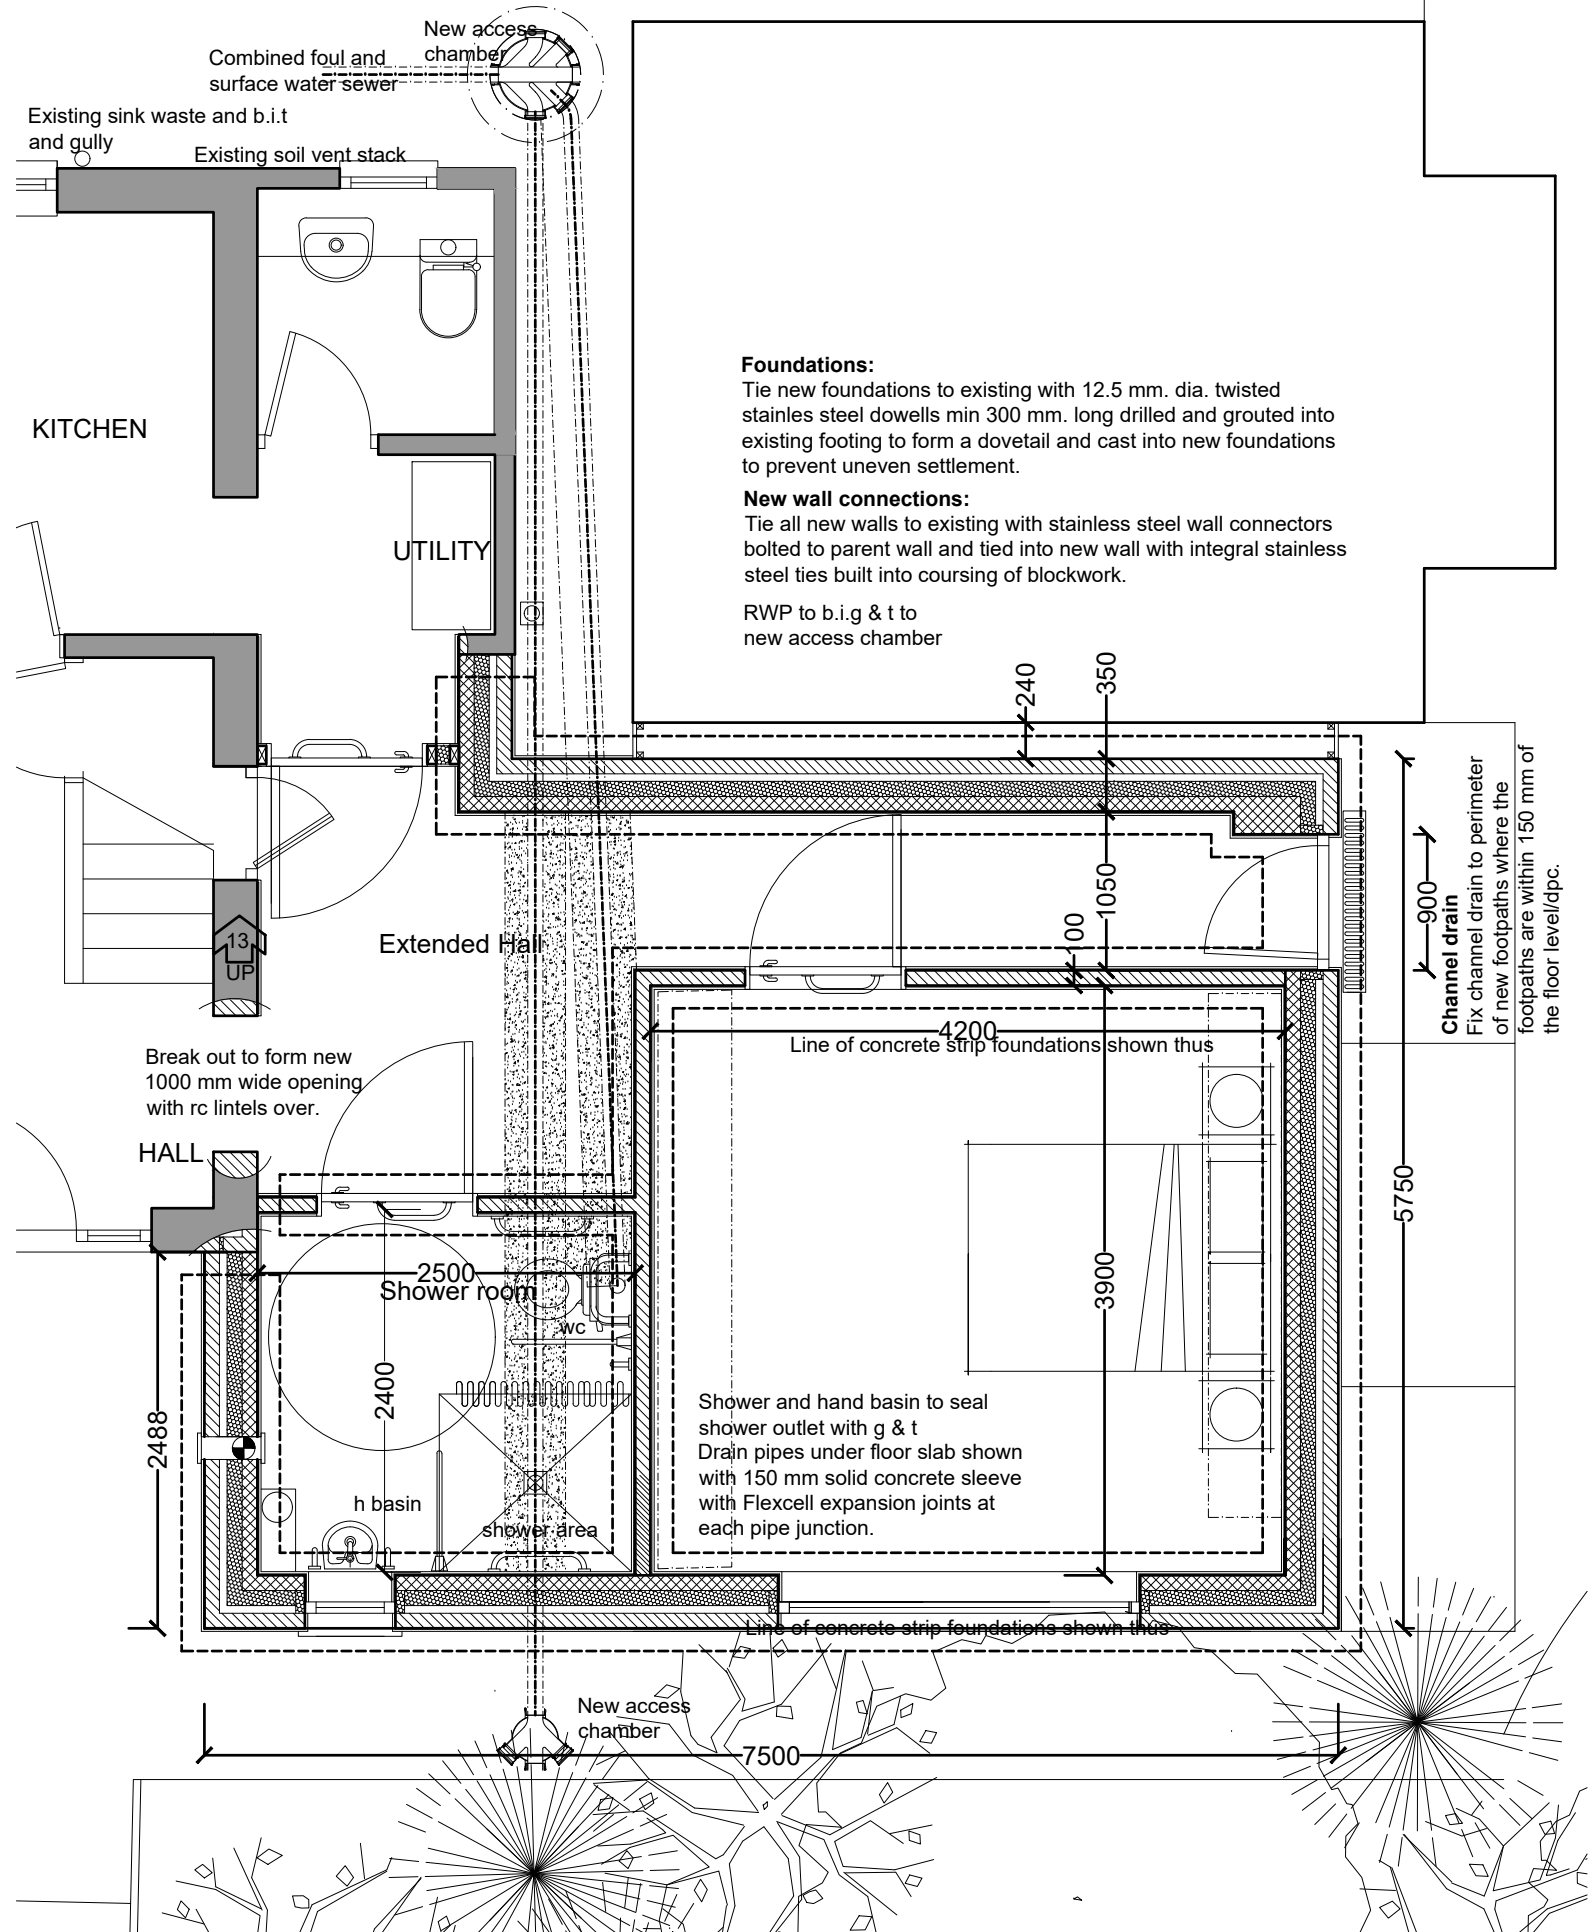 New access
chamber
Combined foul and
surface water sewer
Existing sink waste and b.i.t
and gully
Existing soil vent stack
KITCHEN
UTILITY
Foundations:
Tie new foundations to existing with 12.5 mm. dia. twisted
stainles steel dowells min 300 mm. long drilled and grouted into
existing footing to form a dovetail and cast into new foundations
to prevent uneven settlement.
New wall connections:
Tie all new walls to existing with stainless steel wall connectors
bolted to parent wall and tied into new wall with integral stainless
steel ties built into coursing of blockwork.
RWP to b.i.g & t to
new access chamber
240
350
1050
100
900
Channel drain
Fix channel drain to perimeter
of new footpaths where the
footpaths are within 150 mm of
the floor level/dpc.
Extended Hall
13
UP
4200
Line of concrete strip foundations shown thus
Break out to form new
1000 mm wide opening
with rc lintels over.
HALL
5750
3900
2500
Shower room
wc
2400
2488
Shower and hand basin to seal
shower outlet with g & t
Drain pipes under floor slab shown
with 150 mm solid concrete sleeve
with Flexcell expansion joints at
each pipe junction.
h basin
shower area
Line of concrete strip foundations shown thus
New access
chamber
7500